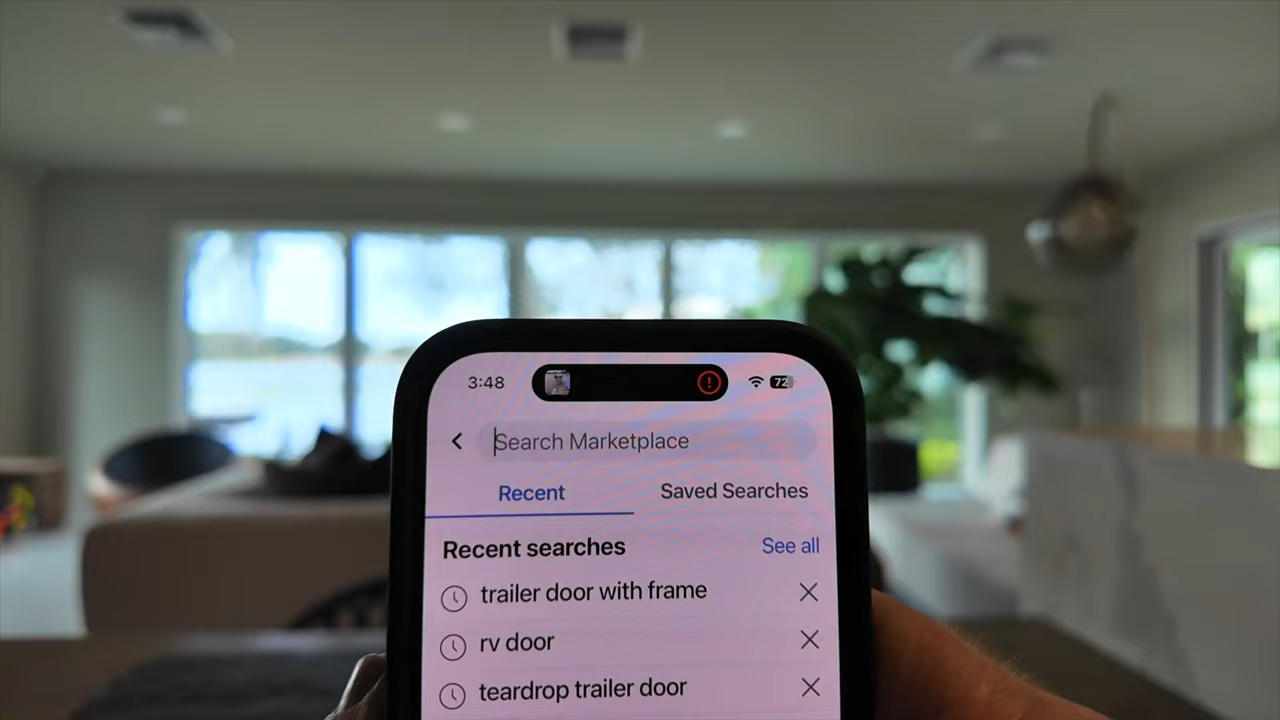 3:48
72
Search Marketplace
Recent
Saved Searches
Recent searches
See all
trailer door with frame
rv door
teardrop trailer door